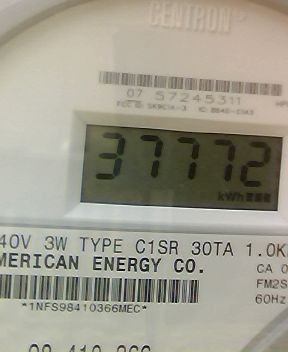 CENTRON
07 57245311
37772
kWh
40V 3W TYPE C1SR 30TA 1.0K
MERICAN ENERGY CO.
CA 0
FM2S
*1NFS98410366MEC*
60Hz